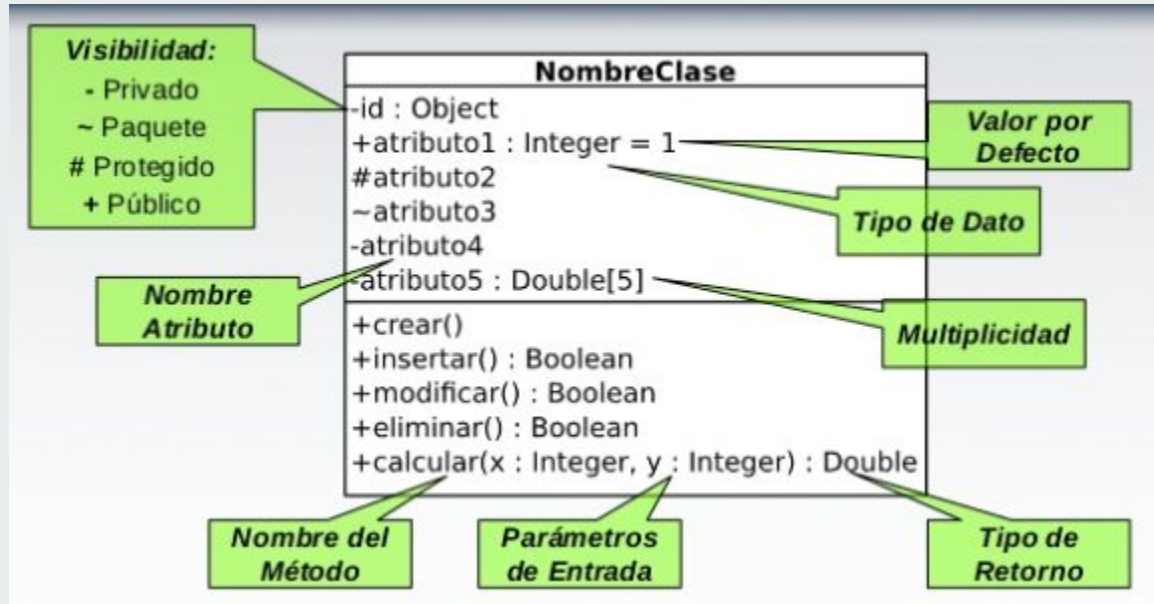 Visibilidad:
- Privado
~ Paquete
# Protegido
+ Público
NombreClase
-id : Object
+atributo1 : Integer = 1
#atributo2
~atributo3
-atributo4
-atributo5 : Double[5]
+crear()
+insertar() : Boolean
+modificar() : Boolean
+eliminar() : Boolean
+calcular(x : Integer, y : Integer) : Double
Valor por
Defecto
Tipo de Dato
Multiplicidad
Nombre
Atributo
Nombre del
Método
Parámetros
de Entrada
Tipo de
Retorno